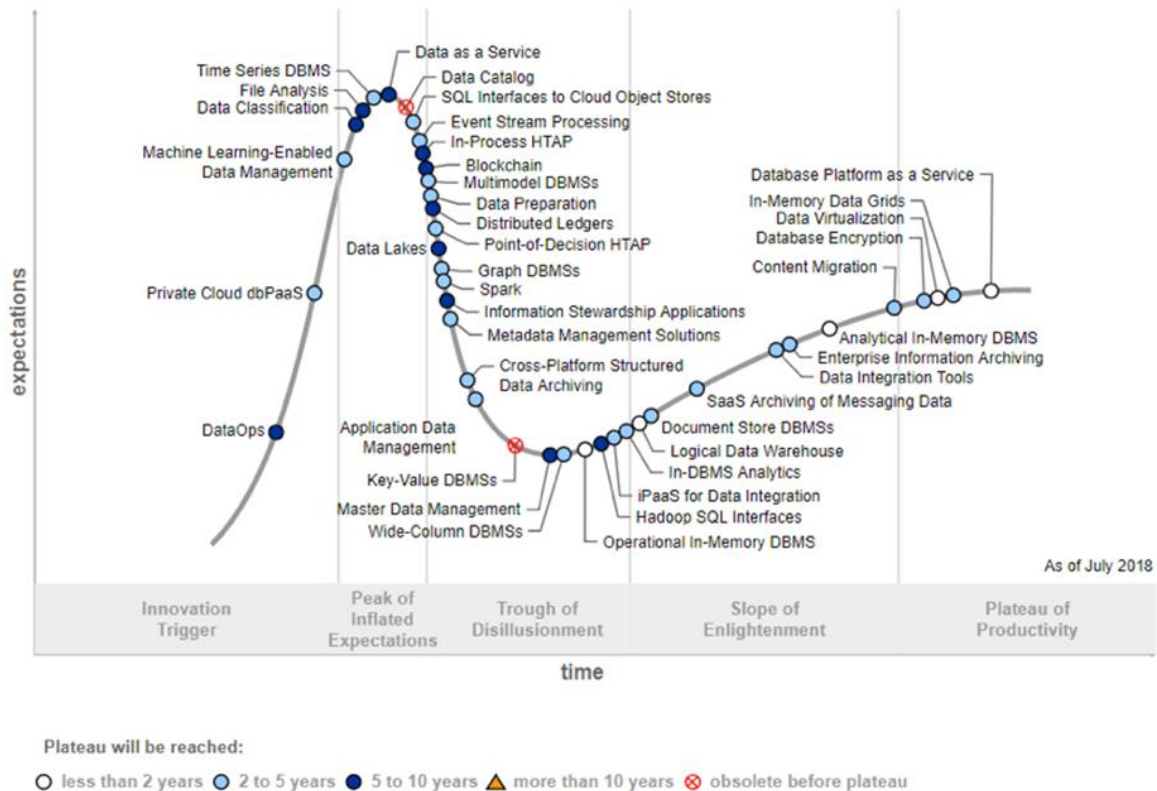 Data as a Service
Time Series DBMS
Data Catalog
File Analysis
SQL Interfaces to Cloud Object Stores
Data Classification
Event Stream Processing
In-Process HTAP
Machine Learning-Enabled
Data Management
Blockchain
Multimodel DBMSs
Data Preparation
Distributed Ledgers
Point-of-Decision HTAP
Data Lakes
Graph DBMSs
Spark
Private Cloud dbPaaS
Information Stewardship Applications
Metadata Management Solutions
Cross-Platform Structured
Data Archiving
DataOps
Application Data
Management
Key-Value DBMSs
Master Data Management
Wide-Column DBMSs
Database Platform as a Service
In-Memory Data Grids
Data Virtualization
Database Encryption
Content Migration
Analytical In-Memory DBMS
Enterprise Information Archiving
Data Integration Tools
SaaS Archiving of Messaging Data
Document Store DBMSs
Logical Data Warehouse
In-DBMS Analytics
iPaaS for Data Integration
Hadoop SQL Interfaces
Operational In-Memory DBMS
expectations
As of July 2018
Innovation
Trigger
Peak of
Inflated
Expectations
Trough of
Disillusionment
Slope of
Enlightenment
Plateau of
Productivity
time
Plateau will be reached:
less than 2 years 2 to 5 years 5 to 10 years more than 10 years obsolete before plateau